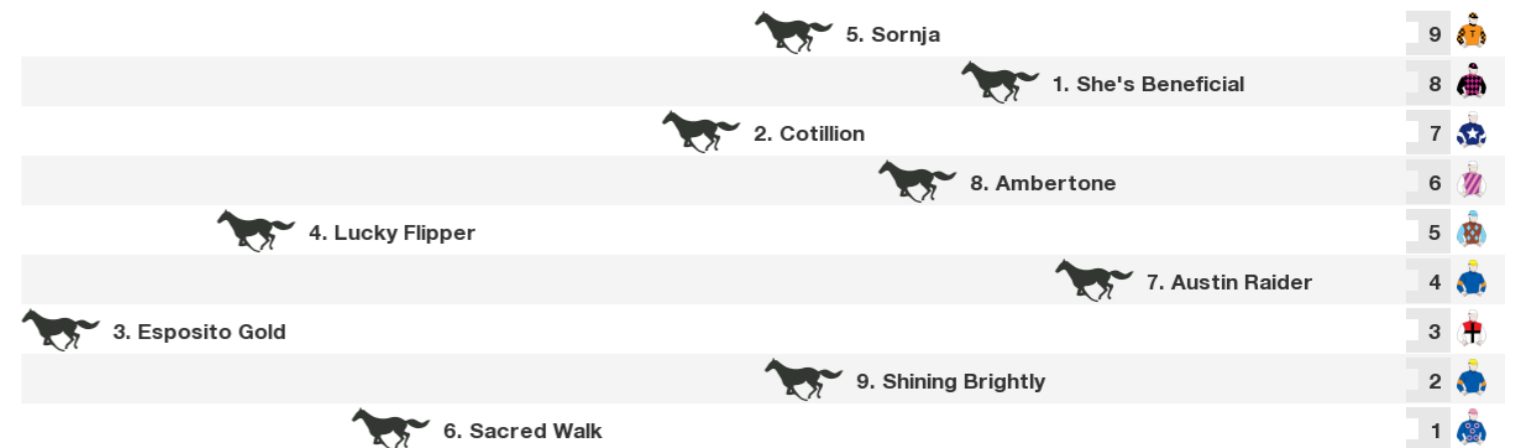 5. Sornja 9
1. She's Beneficial 8
2. Cotillion 7
8. Ambertone 6
4. Lucky Flipper 5
7. Austin Raider 4
3. Esposito Gold 3
9. Shining Brightly 2
6. Sacred Walk 1